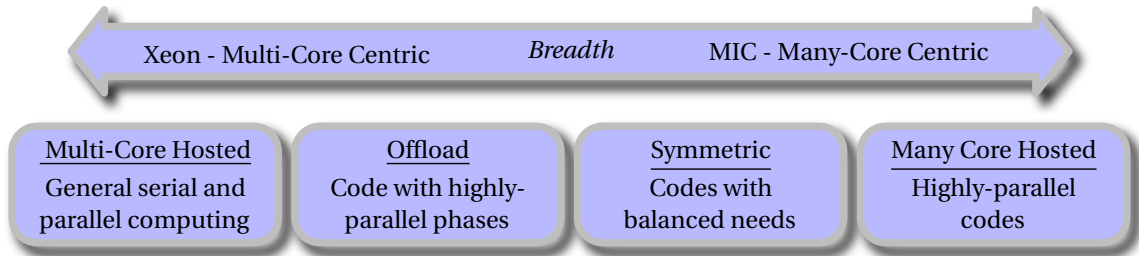 Xeon - Multi-Core Centric Breadth MIC - Many-Core Centric
Multi-Core Hosted
General serial and
parallel computing
Offload
Code with highly-
parallel phases
Symmetric
Codes with
balanced needs
Many Core Hosted
Highly-parallel
codes